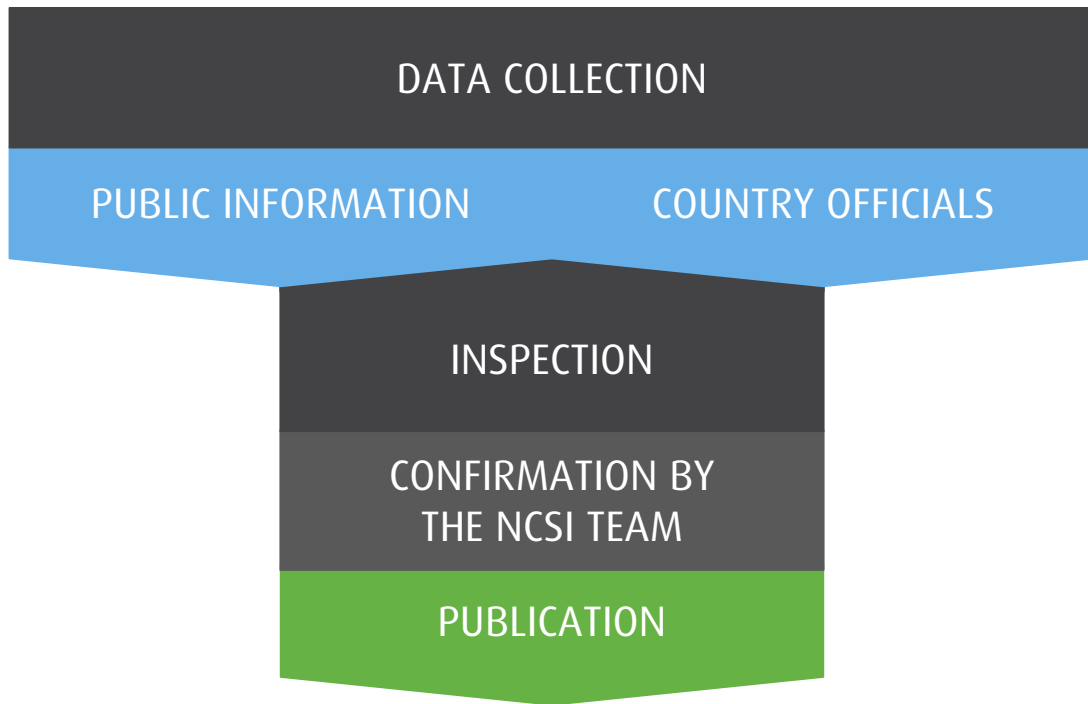 DATA COLLECTION
PUBLIC INFORMATION
COUNTRY OFFICIALS
INSPECTION
CONFIRMATION BY
THE NCSI TEAM
PUBLICATION